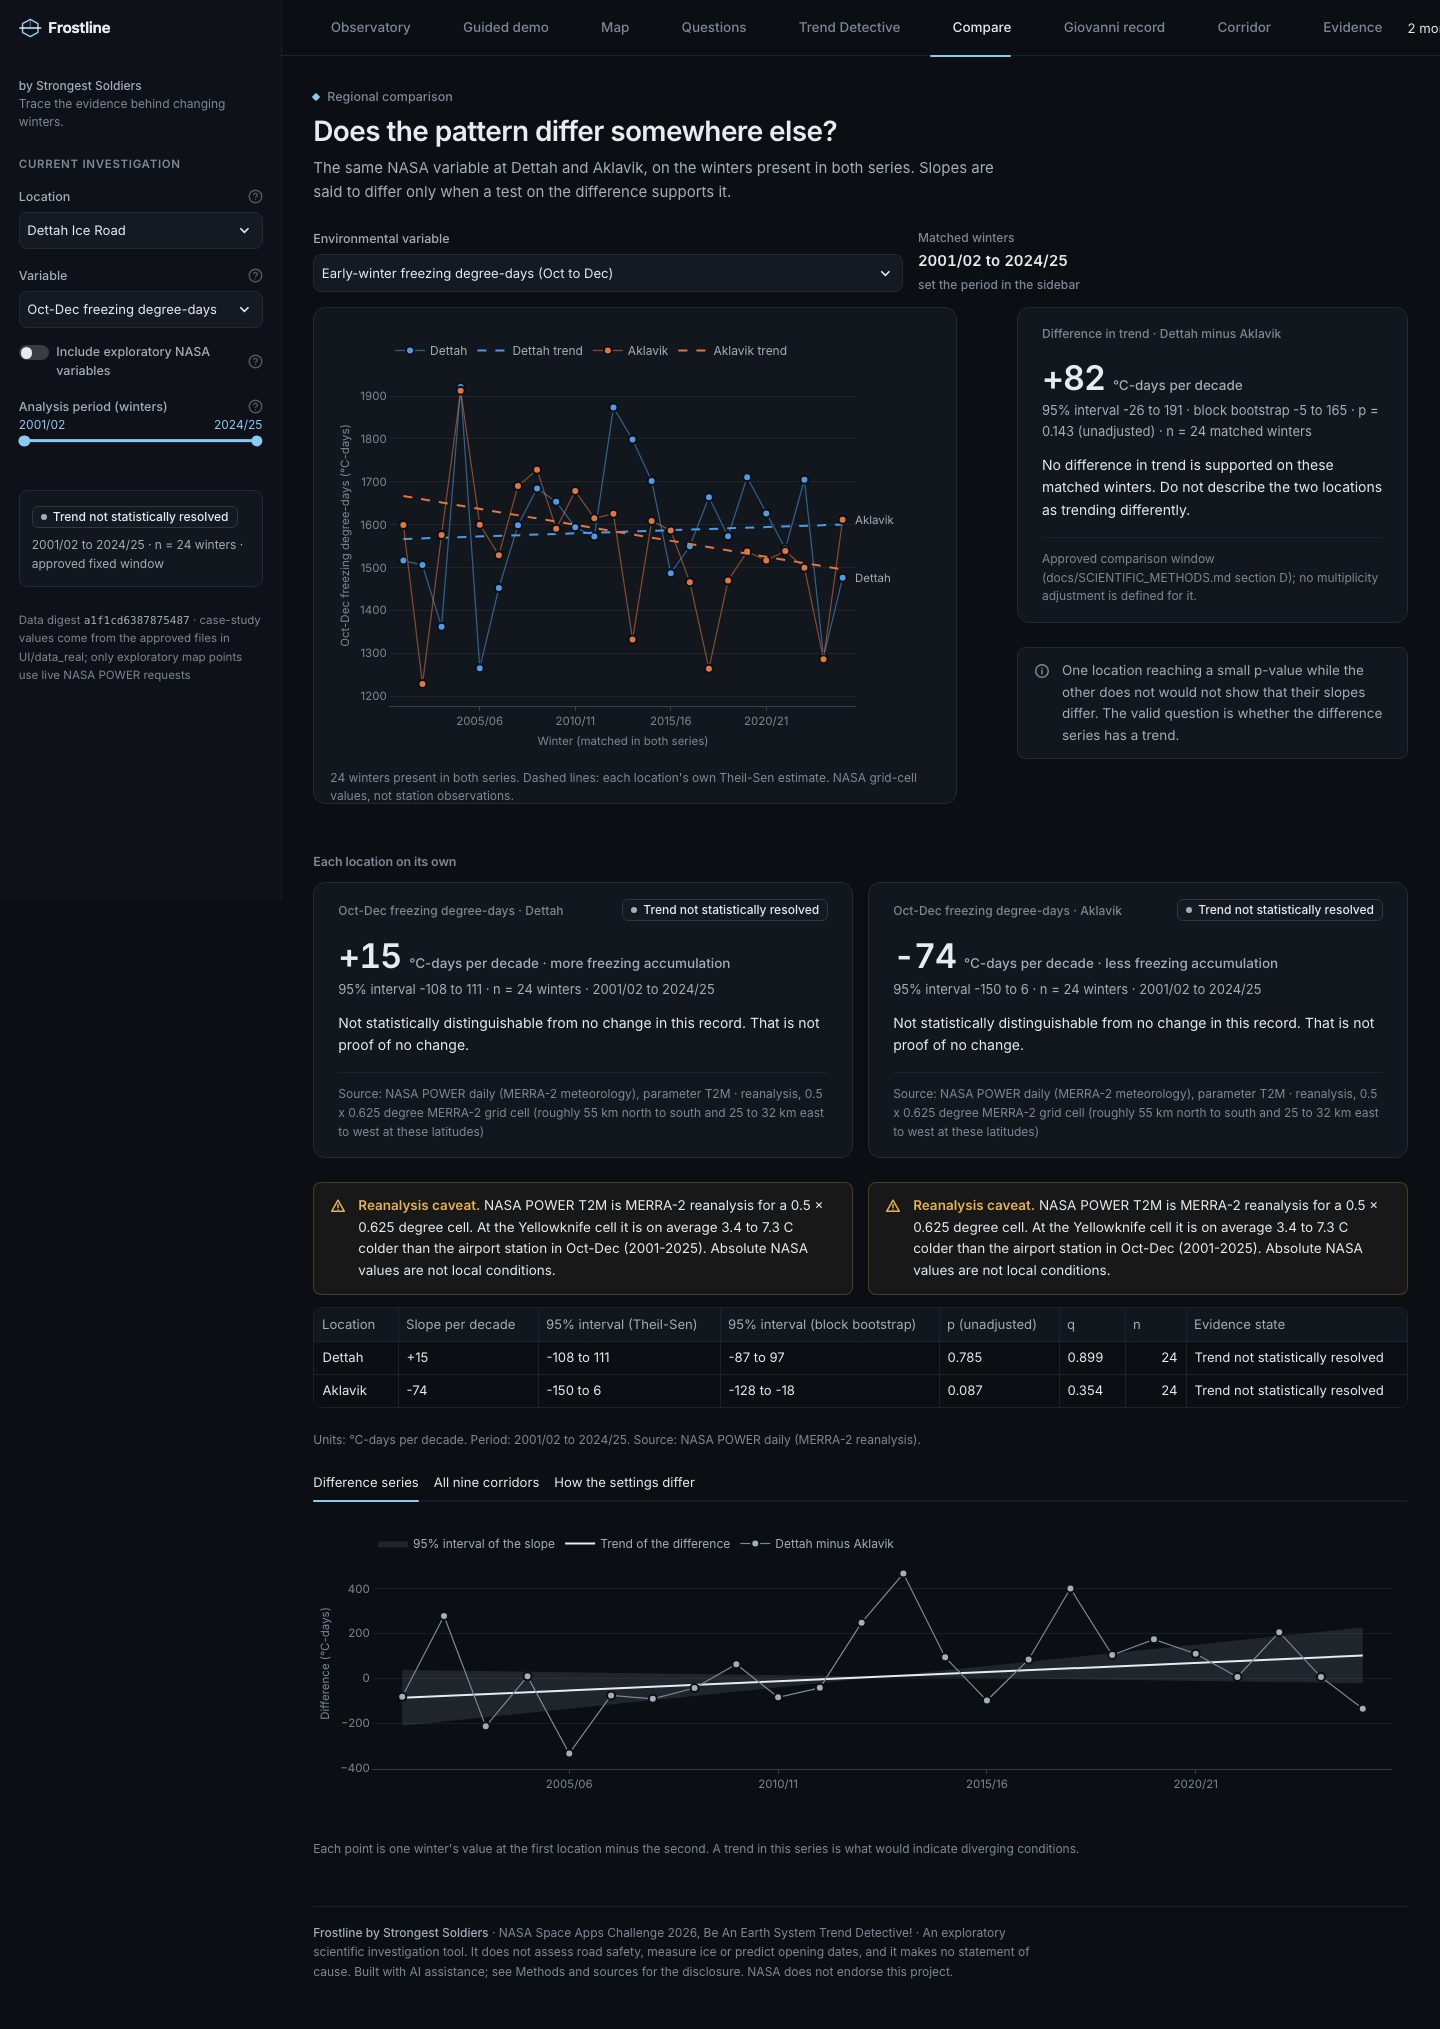 Frostline
by Strongest Soldiers
Trace the evidence behind changing
winters.
CURRENT INVESTIGATION
Location
Dettah Ice Road
Variable
Oct-Dec freezing degree-days
Include exploratory NASA
variables
Analysis period (winters)
2001/02 2024/25
Trend not statistically resolved
2001/02 to 2024/25 · n = 24 winters ·
approved fixed window
Data digest a1f1cd6387875487 · case-study
values come from the approved files in
UI/data_real; only exploratory map points
use live NASA POWER requests
Observatory Guided demo Map Questions Trend Detective Compare Giovanni record Corridor Evidence 2 mo
Regional comparison
Does the pattern differ somewhere else?
The same NASA variable at Dettah and Aklavik, on the winters present in both series. Slopes are
said to differ only when a test on the difference supports it.
Environmental variable
Early-winter freezing degree-days (Oct to Dec)
Matched winters
2001/02 to 2024/25
set the period in the sidebar
Dettah Dettah trend Aklavik Aklavik trend
Oct-Dec freezing degree-days (°C-days)
1900
1800
1700
1600
1500
1400
1300
1200
Aklavik
Dettah
2005/06 2010/11 2015/16 2020/21
Winter (matched in both series)
24 winters present in both series. Dashed lines: each location's own Theil-Sen estimate. NASA grid-cell
values, not station observations.
Difference in trend · Dettah minus Aklavik
+82 °C-days per decade
95% interval -26 to 191 · block bootstrap -5 to 165 · p =
0.143 (unadjusted) · n = 24 matched winters
No difference in trend is supported on these
matched winters. Do not describe the two locations
as trending differently.
Approved comparison window
(docs/SCIENTIFIC_METHODS.md section D); no multiplicity
adjustment is defined for it.
One location reaching a small p-value while the
other does not would not show that their slopes
differ. The valid question is whether the difference
series has a trend.
Each location on its own
Oct-Dec freezing degree-days · Dettah Trend not statistically resolved
+15 °C-days per decade · more freezing accumulation
95% interval -108 to 111 · n = 24 winters · 2001/02 to 2024/25
Not statistically distinguishable from no change in this record. That is not
proof of no change.
Source: NASA POWER daily (MERRA-2 meteorology), parameter T2M · reanalysis, 0.5
x 0.625 degree MERRA-2 grid cell (roughly 55 km north to south and 25 to 32 km east
to west at these latitudes)
Oct-Dec freezing degree-days · Aklavik Trend not statistically resolved
-74 °C-days per decade · less freezing accumulation
95% interval -150 to 6 · n = 24 winters · 2001/02 to 2024/25
Not statistically distinguishable from no change in this record. That is not
proof of no change.
Source: NASA POWER daily (MERRA-2 meteorology), parameter T2M · reanalysis, 0.5
x 0.625 degree MERRA-2 grid cell (roughly 55 km north to south and 25 to 32 km east
to west at these latitudes)
Reanalysis caveat. NASA POWER T2M is MERRA-2 reanalysis for a 0.5 ×
0.625 degree cell. At the Yellowknife cell it is on average 3.4 to 7.3 C
colder than the airport station in Oct-Dec (2001-2025). Absolute NASA
values are not local conditions.
Reanalysis caveat. NASA POWER T2M is MERRA-2 reanalysis for a 0.5 ×
0.625 degree cell. At the Yellowknife cell it is on average 3.4 to 7.3 C
colder than the airport station in Oct-Dec (2001-2025). Absolute NASA
values are not local conditions.
Location Slope per decade 95% interval (Theil-Sen) 95% interval (block bootstrap) p (unadjusted) q n Evidence state
Dettah +15 -108 to 111 -87 to 97 0.785 0.899 24 Trend not statistically resolved
Aklavik -74 -150 to 6 -128 to -18 0.087 0.354 24 Trend not statistically resolved
Units: °C-days per decade. Period: 2001/02 to 2024/25. Source: NASA POWER daily (MERRA-2 reanalysis).
Difference series All nine corridors How the settings differ
95% interval of the slope Trend of the difference Dettah minus Aklavik
Difference (°C-days)
400
200
0
−200
−400
2005/06 2010/11 2015/16 2020/21
Each point is one winter's value at the first location minus the second. A trend in this series is what would indicate diverging conditions.
Frostline by Strongest Soldiers · NASA Space Apps Challenge 2026, Be An Earth System Trend Detective! · An exploratory
scientific investigation tool. It does not assess road safety, measure ice or predict opening dates, and it makes no statement of
cause. Built with AI assistance; see Methods and sources for the disclosure. NASA does not endorse this project.